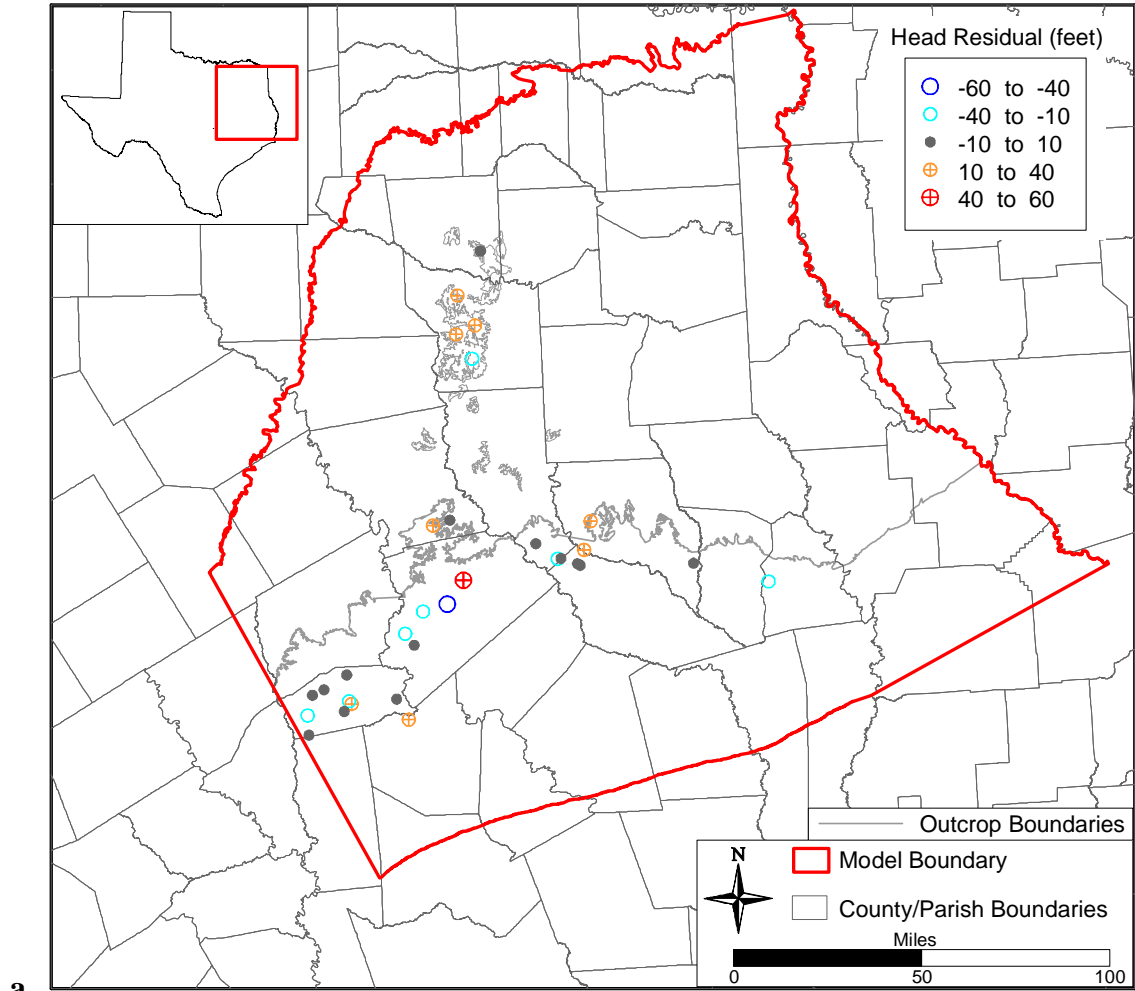 Head Residual (feet)
-60 to -40
-40 to -10
-10 to 10
10 to 40
40 to 60
Outcrop Boundaries
N
Model Boundary
County/Parish Boundaries
Miles
0 50 100
a